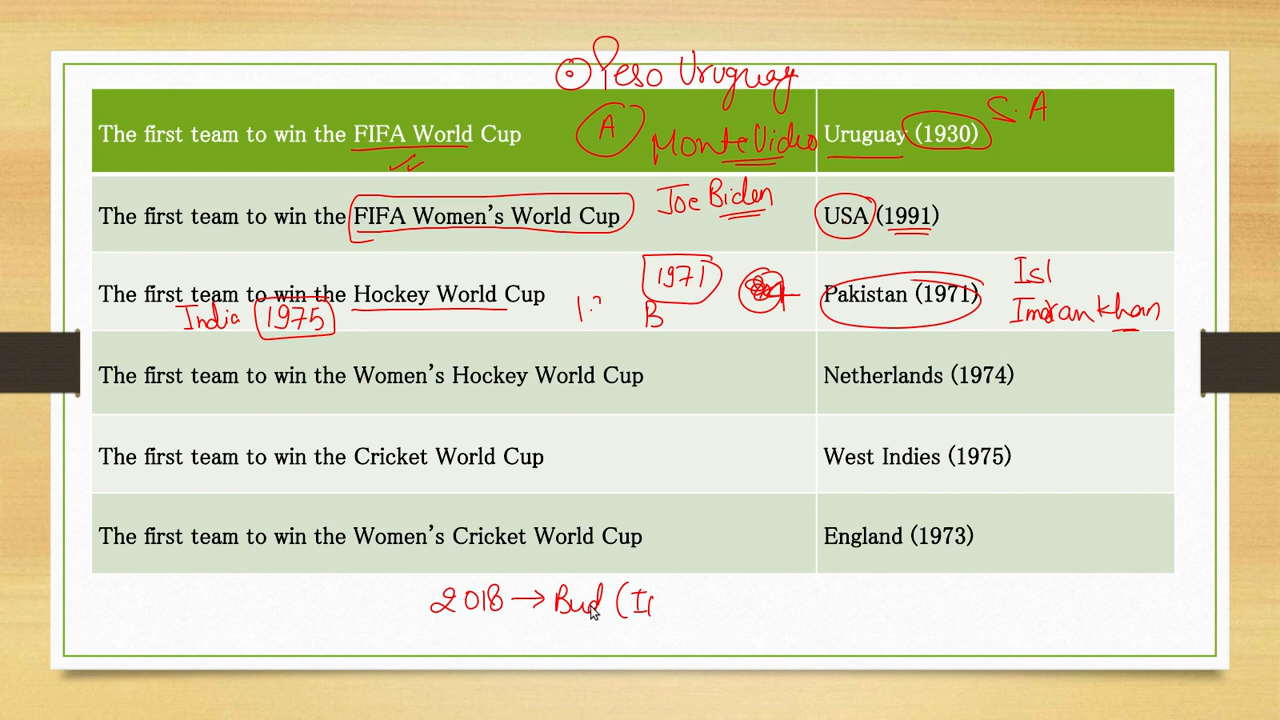 Peso Uruguay
The first team to win the FIFA World Cup A MonteVideo Uruguay (1930) S.A
The first team to win the FIFA Women's World Cup Joe Biden USA (1991)
The first team to win the Hockey World Cup 1971 Pakistan (1971) Isl
India 1975 B Imran khan
The first team to win the Women's Hockey World Cup Netherlands (1974)
The first team to win the Cricket World Cup West Indies (1975)
The first team to win the Women's Cricket World Cup England (1973)
2018 → Bud (